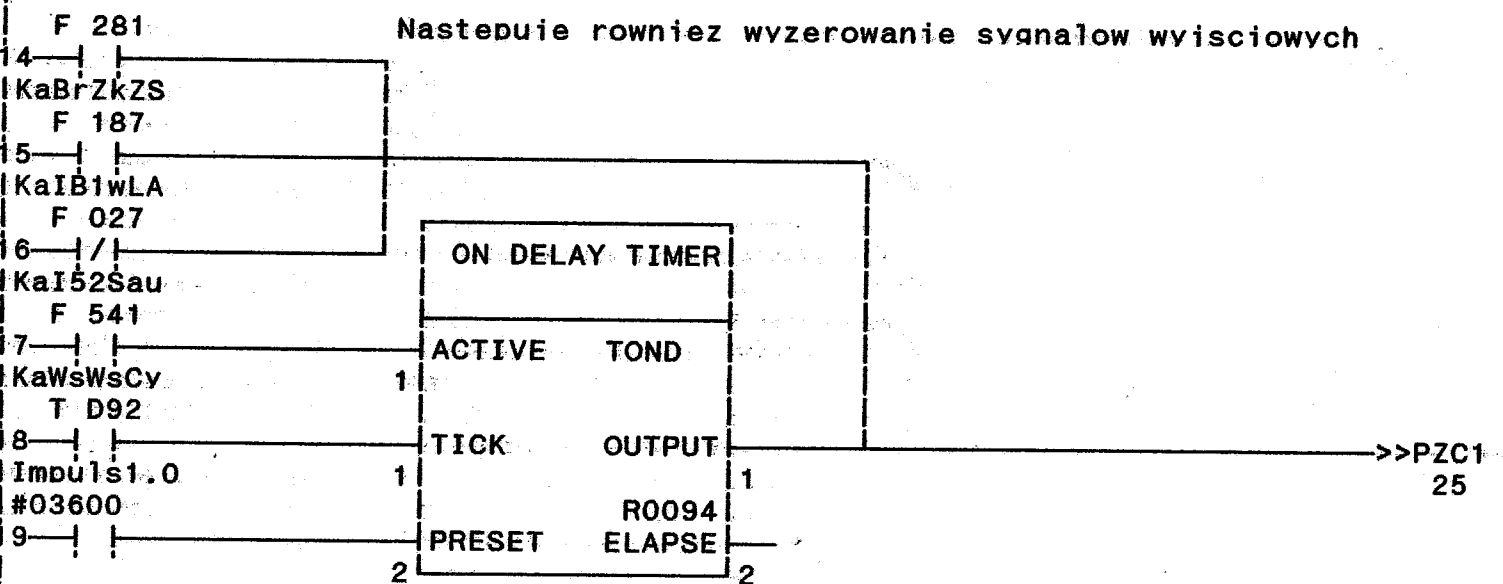 F 281 Nastepuje rowniez wyzerowanie sygnalow wyjsciowych
14
KaBrZkZS
F 187
15
KaIB1wLA
F 027
16 /
KaI52Sau
ON DELAY TIMER
F 541
17 ACTIVE TOND
KaWsWsCy 1
T D92
18 TICK OUTPUT >>PZC1
Impuls1.0 1 1 25
#03600 R0094
19 PRESET ELAPSE
2 2